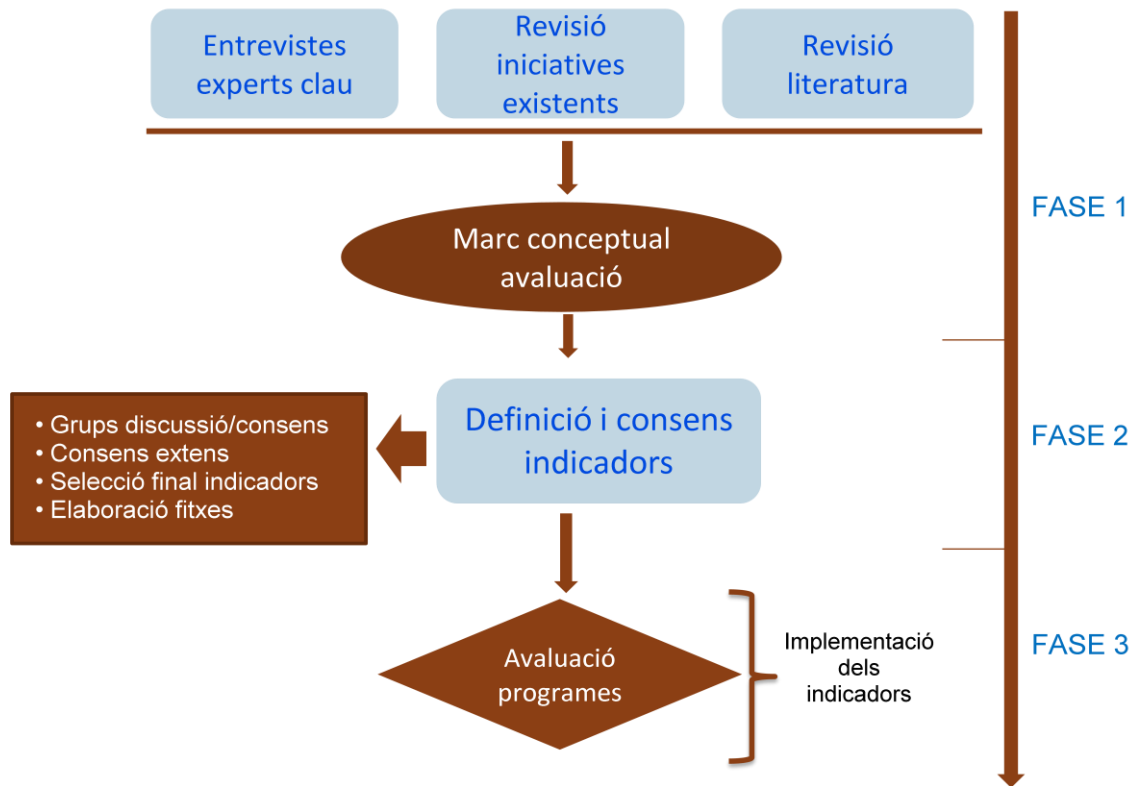 Entrevistes
experts clau
Revisió
iniciatives
existents
Revisió
literatura
FASE 1
Marc conceptual
avaluació
Definició i consens
indicadors
• Grups discussió/consens
• Consens extens
• Selecció final indicadors
• Elaboració fitxes
FASE 2
Avaluació
programes
Implementació
dels
indicadors
FASE 3